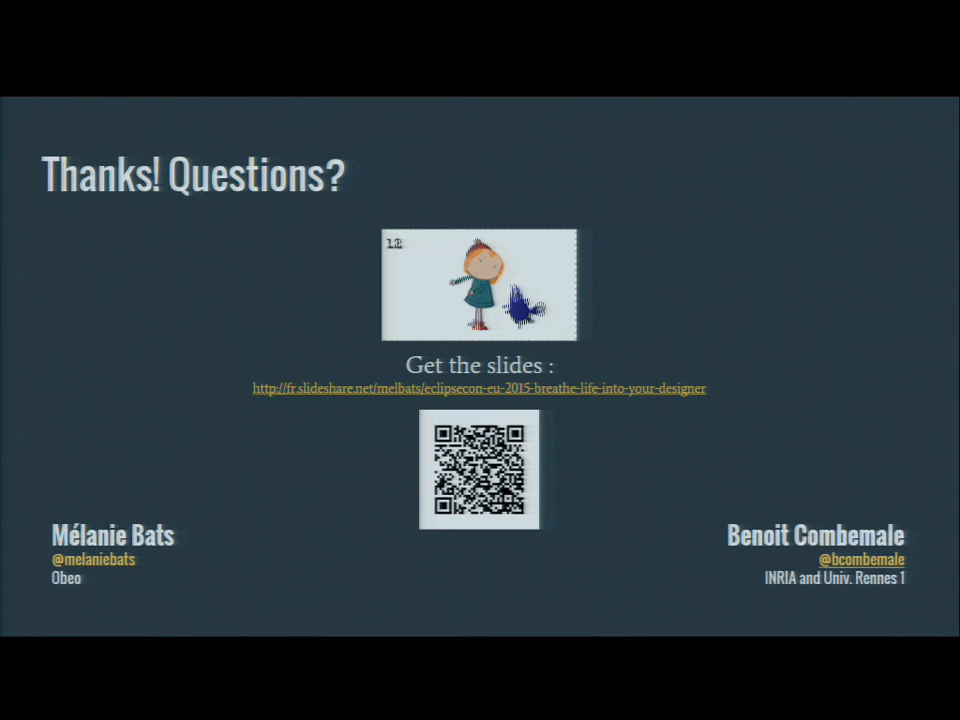 Thanks! Questions?
12
Get the slides :
http://fr.slideshare.net/melbats/eclipsecon-eu-2015-breathe-life-into-your-designer
Mélanie Bats
@melaniebats
Obeo
Benoit Combemale
@bcombemale
INRIA and Univ. Rennes 1